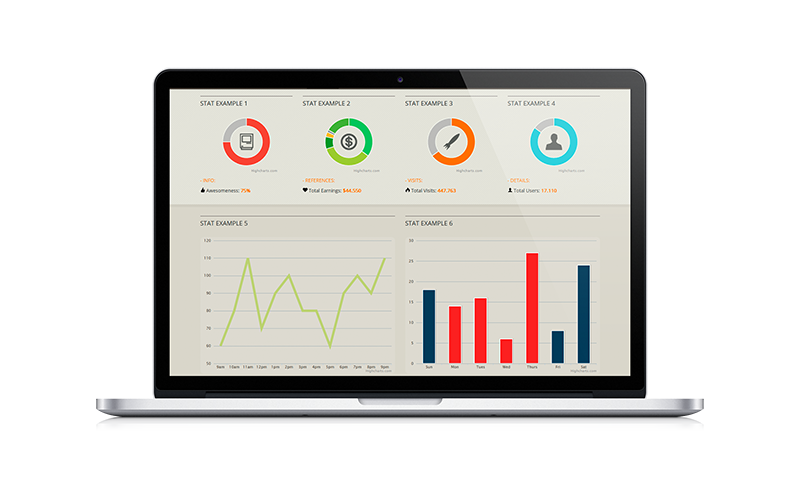 STAT EXAMPLE 1
STAT EXAMPLE 2
STAT EXAMPLE 3
STAT EXAMPLE 4
Highcharts.com
Highcharts.com
Highcharts.com
Highcharts.com
- INFO:
- REFERENCES:
- VISITS:
- DETAILS:
Awesomeness: 75%
Total Earnings: $44,550
Total Visits: 447,763
Total Users: 17.110
STAT EXAMPLE 5
120
110
100
90
80
70
60
50
9am 10am 11am 12pm 1pm 2pm 3pm 4pm 5pm 6pm 7pm 8pm 9pm
Highcharts.com
STAT EXAMPLE 6
30
25
20
15
10
5
0
Sun Mon Tues Wed Thurs Fri Sat
Highcharts.com